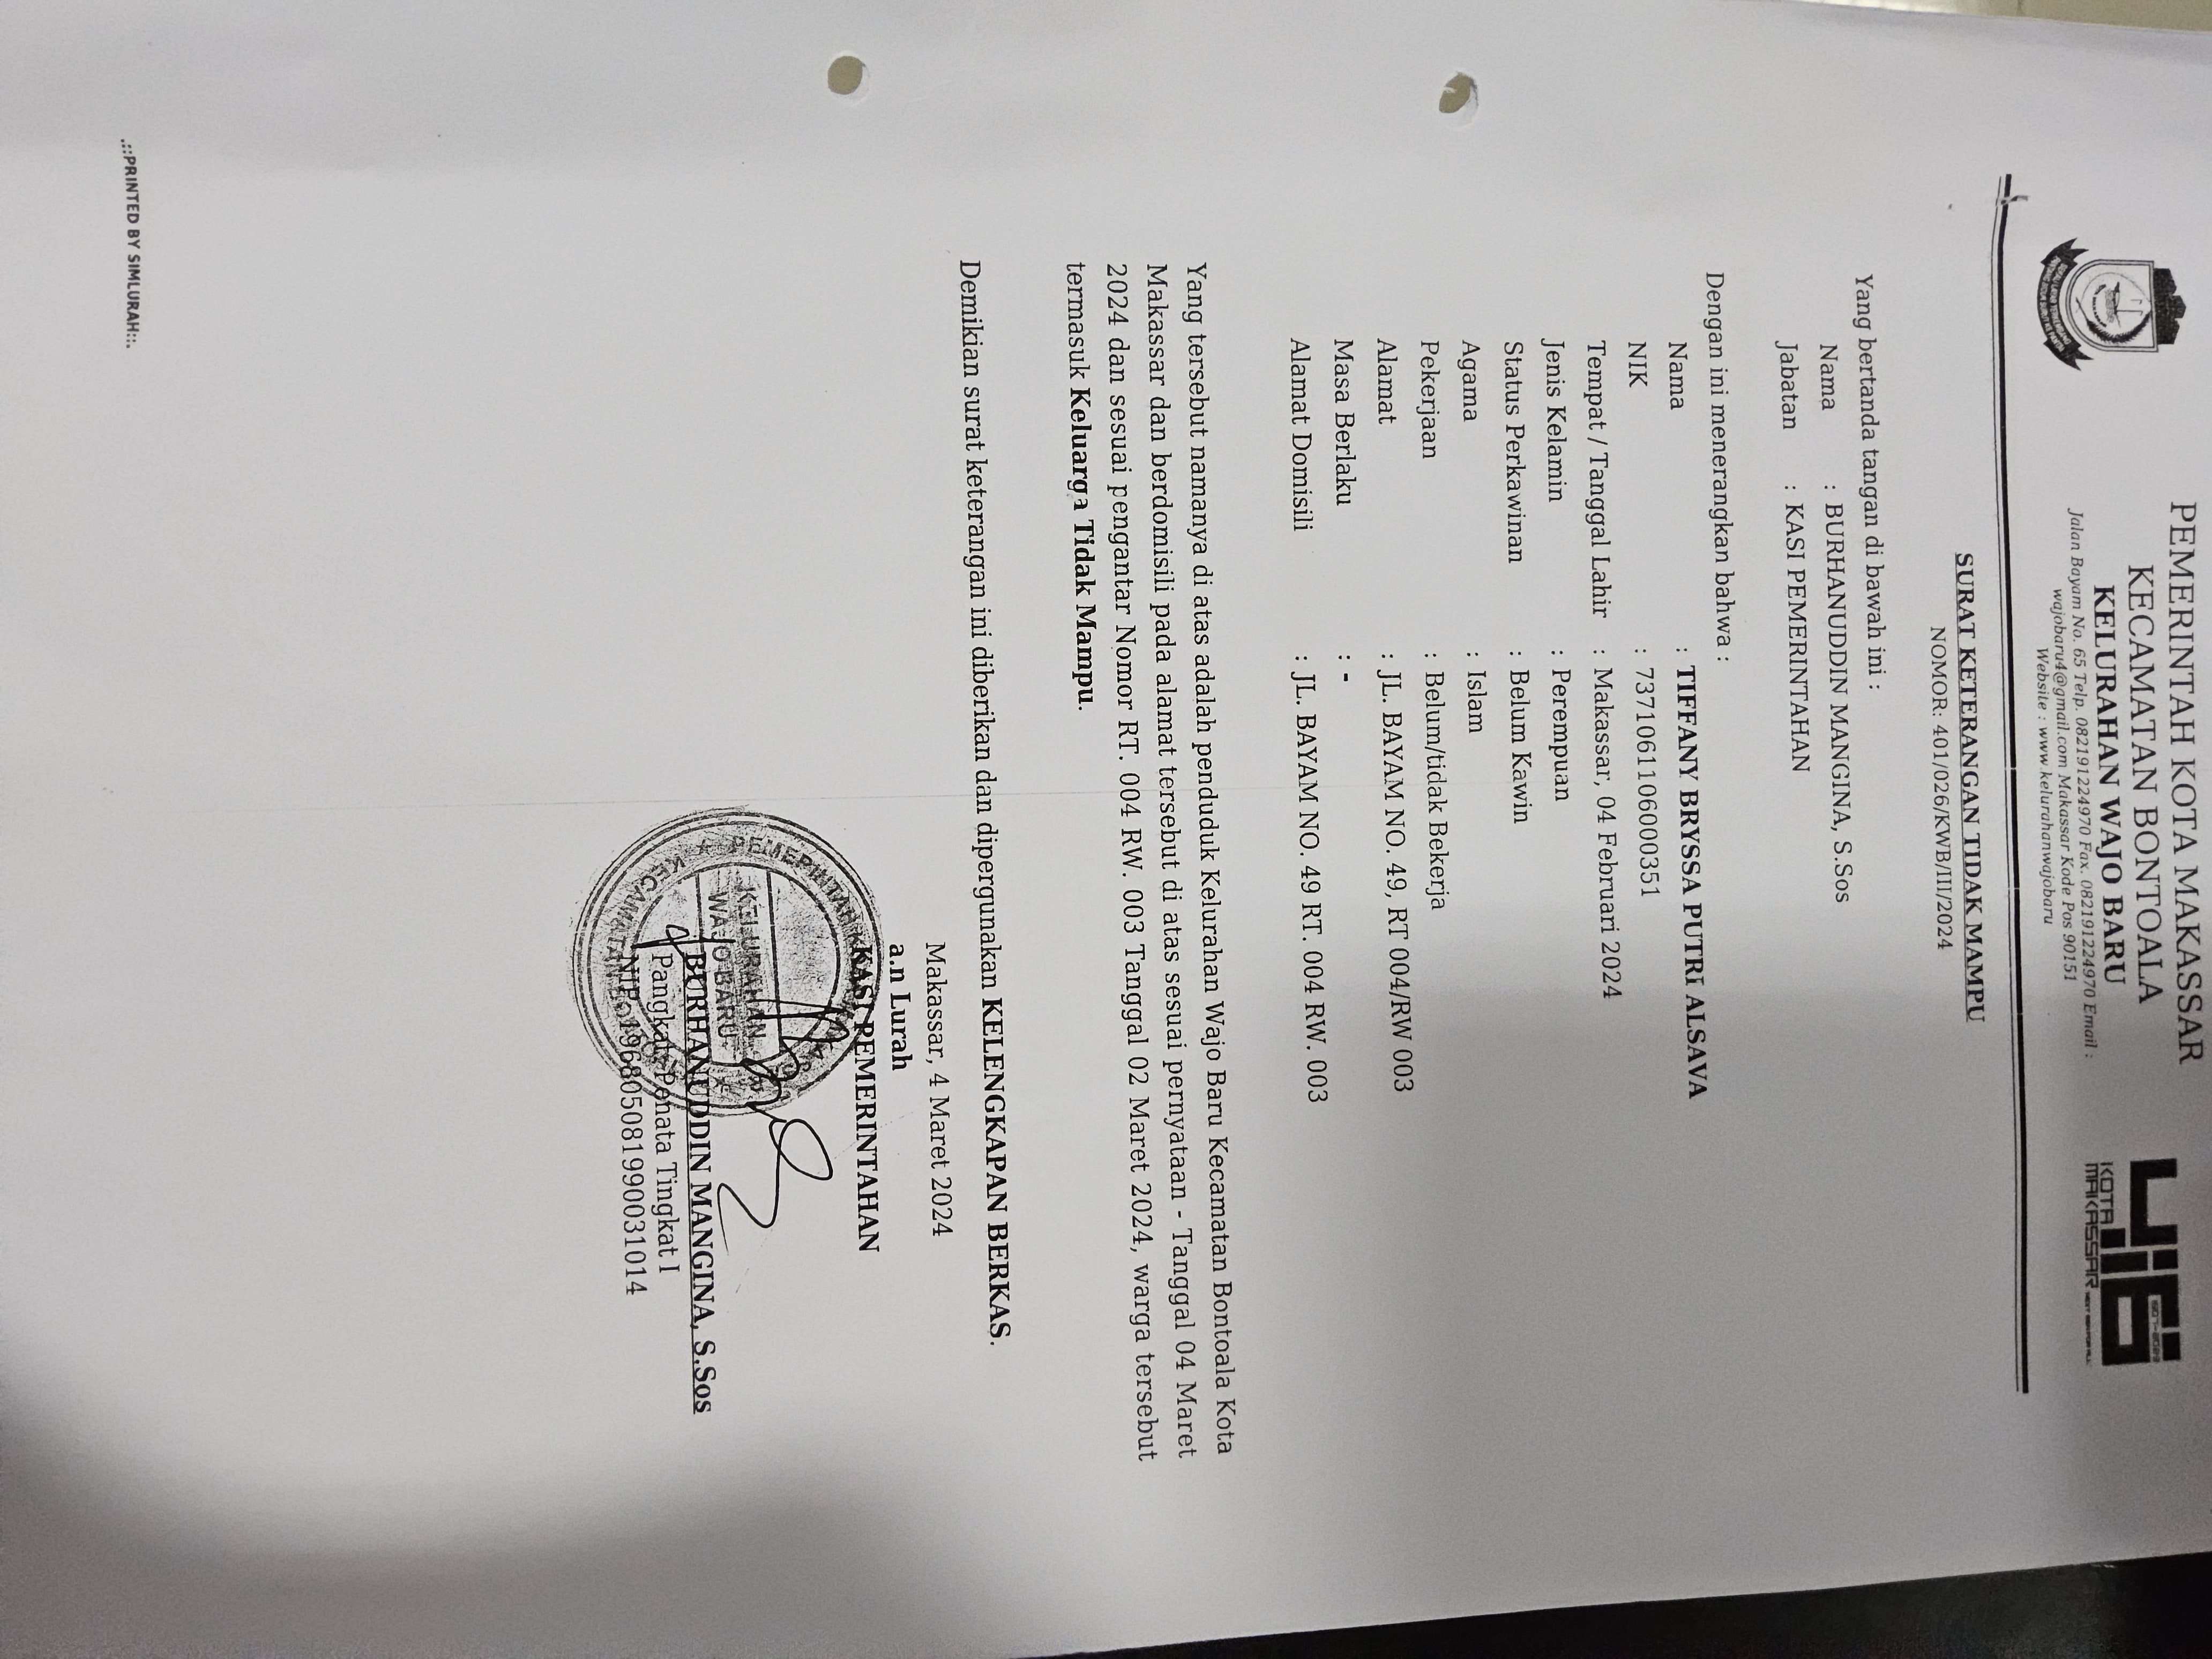 PEMERINTAH KOTA MAKASSAR
KECAMATAN BONTOALA
KELURAHAN WAJO BARU
Jalan Bayam No. 65 Telp. 082191224970 Fax. 082191224970 Email :
wajobaru4@gmail.com Makassar Kode Pos 90151
Website : www.kelurahanwajobaru
KOTA
MAKASSAR
SURAT KETERANGAN TIDAK MAMPU
NOMOR: 401/026/KWB/III/2024
Yang bertanda tangan di bawah ini :
Nama : BURHANUDDIN MANGINA, S.Sos
Jabatan : KASI PEMERINTAHAN
Dengan ini menerangkan bahwa :
Nama : TIFFANY BRYSSA PUTRI ALSAVA
NIK : 7371061106000351
Tempat / Tanggal Lahir : Makassar, 04 Februari 2024
Jenis Kelamin : Perempuan
Status Perkawinan : Belum Kawin
Agama : Islam
Pekerjaan : Belum/tidak Bekerja
Alamat : JL. BAYAM NO. 49, RT 004/RW 003
Masa Berlaku : -
Alamat Domisili : JL. BAYAM NO. 49 RT. 004 RW. 003
Yang tersebut namanya di atas adalah penduduk Kelurahan Wajo Baru Kecamatan Bontoala Kota
Makassar dan berdomisili pada alamat tersebut di atas sesuai pernyataan - Tanggal 04 Maret
2024 dan sesuai pengantar Nomor RT. 004 RW. 003 Tanggal 02 Maret 2024, warga tersebut
termasuk Keluarga Tidak Mampu.
Demikian surat keterangan ini diberikan dan dipergunakan KELENGKAPAN BERKAS.
Makassar, 4 Maret 2024
a.n Lurah
KASI PEMERINTAHAN
KELURAHAN
WAJO BARU
BURHANUDDIN MANGINA, S.Sos
Pangkat Penata Tingkat I
NIP. 196805081990031014
.::PRINTED BY SIMLURAH::.